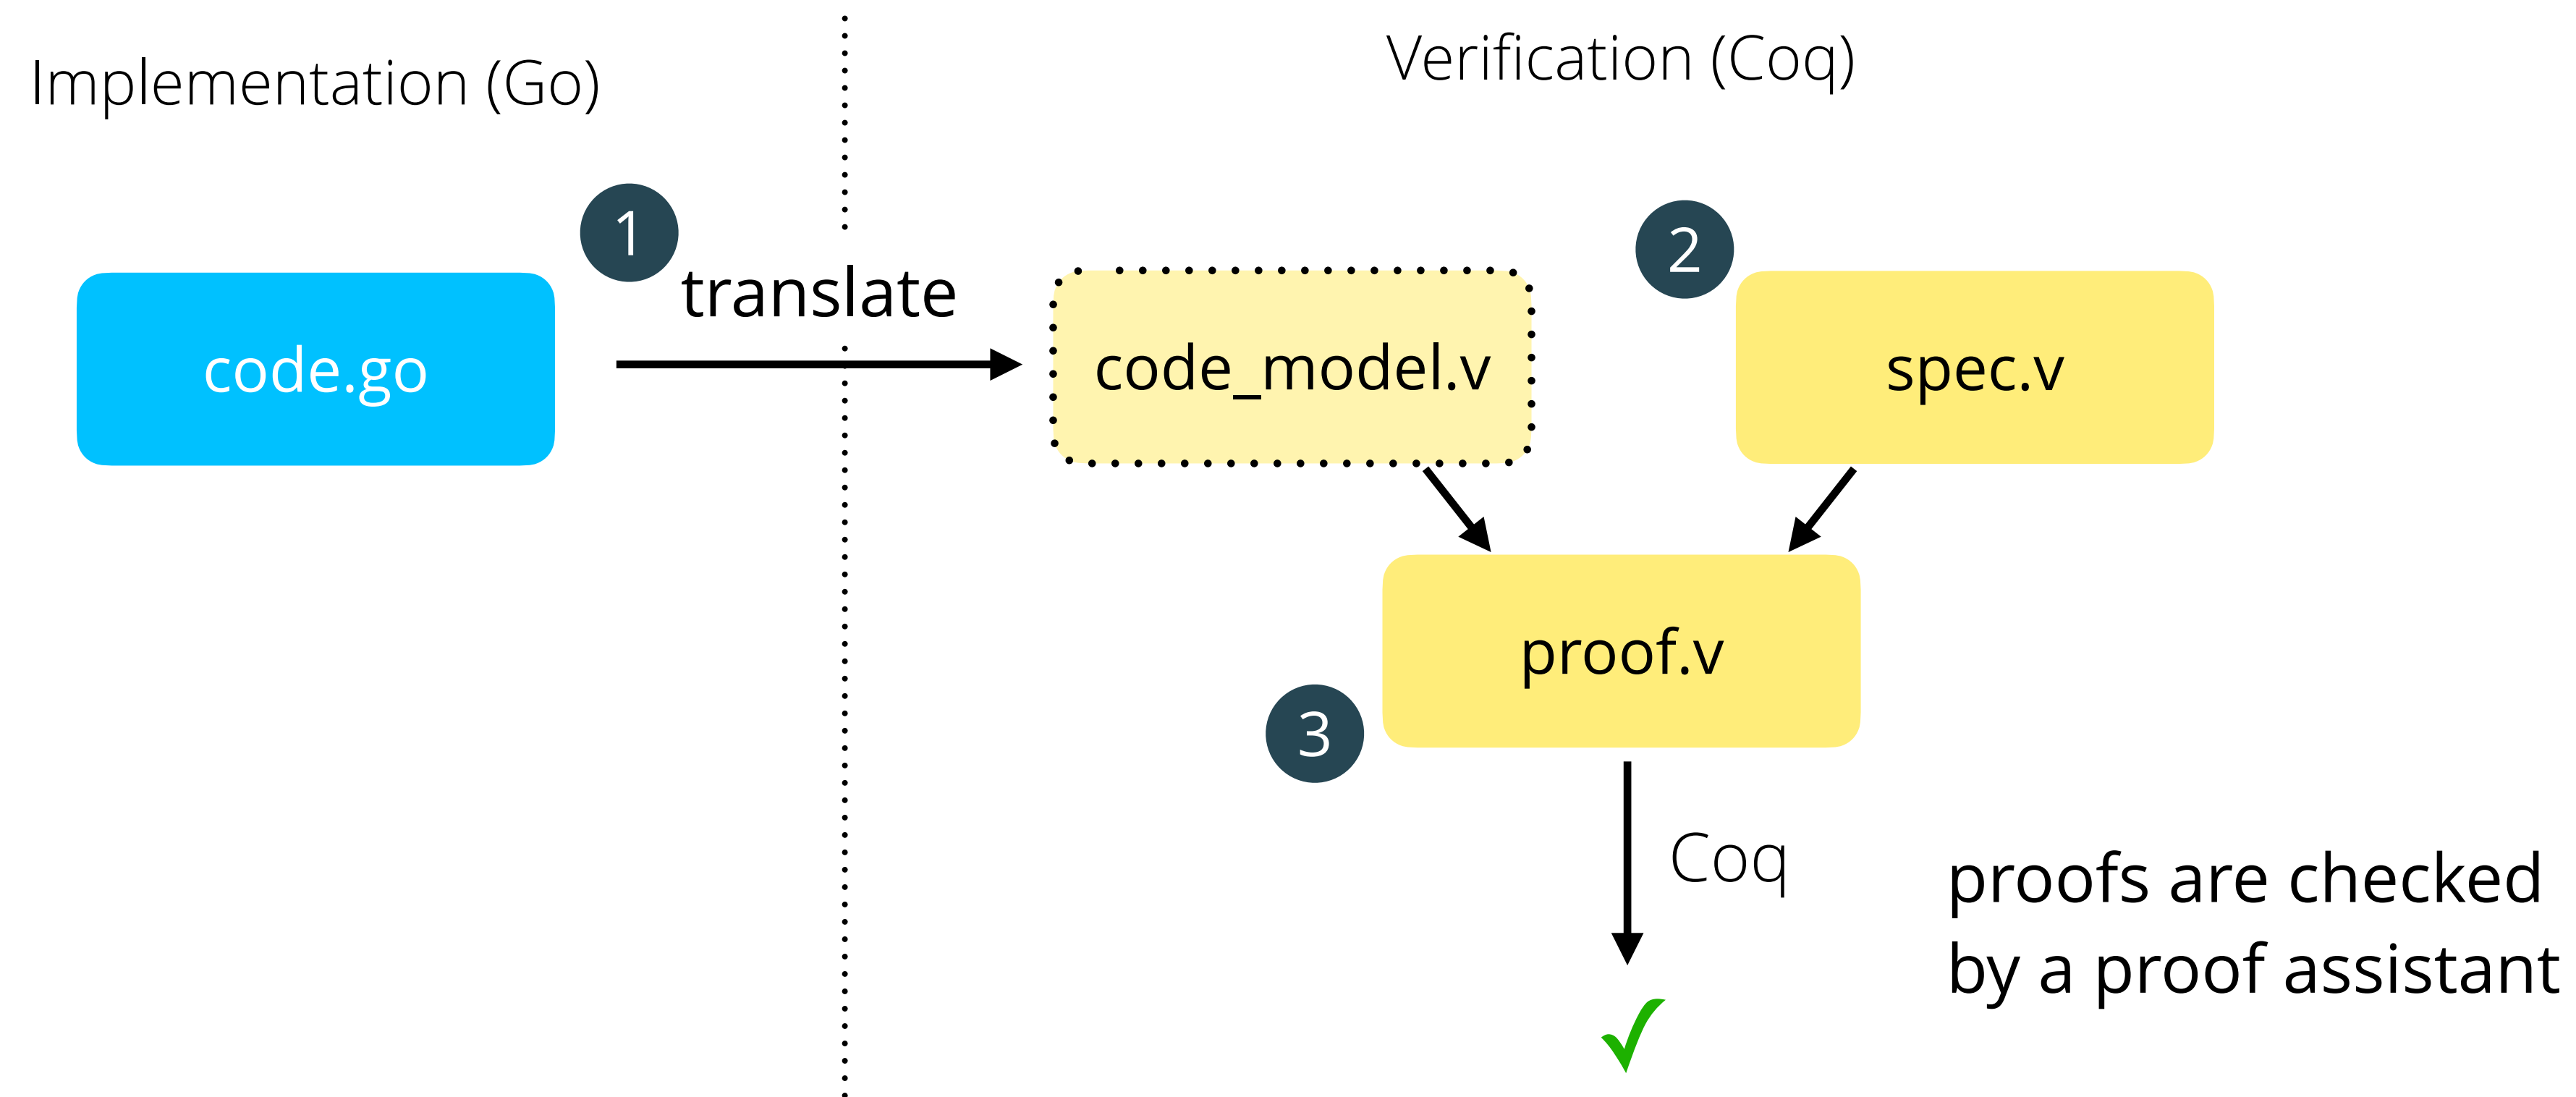 Implementation (Go)
Verification (Coq)
1
translate
2
code.go
code_model.v
spec.v
proof.v
3
Coq
proofs are checked
by a proof assistant